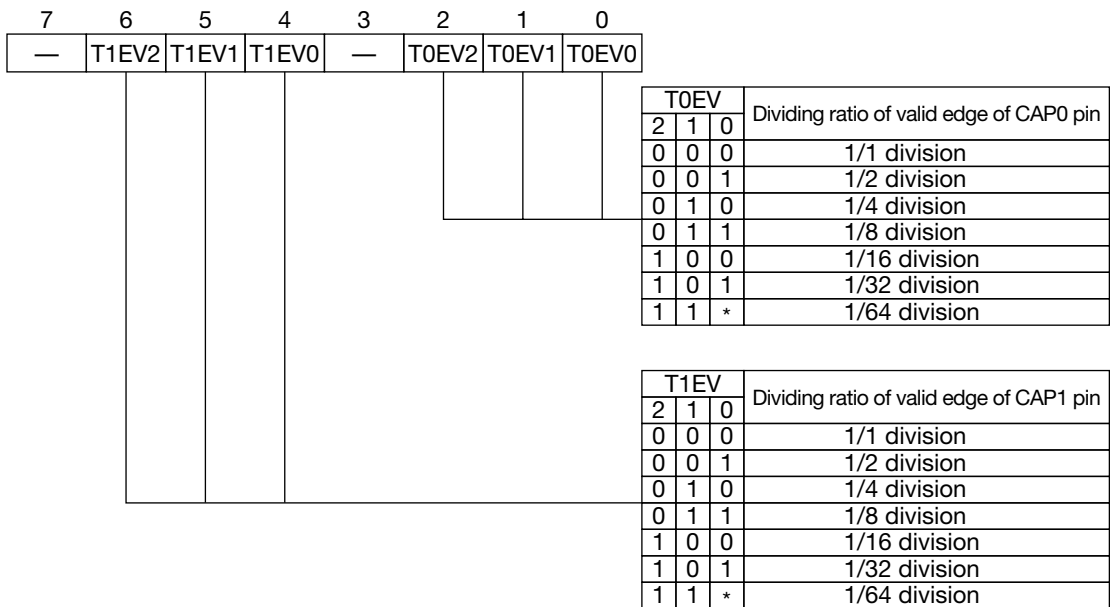 7 6 5 4 3 2 1 0
— T1EV2 T1EV1 T1EV0 — T0EV2 T0EV1 T0EV0
T0EV Dividing ratio of valid edge of CAP0 pin
2 1 0
0 0 0 1/1 division
0 0 1 1/2 division
0 1 0 1/4 division
0 1 1 1/8 division
1 0 0 1/16 division
1 0 1 1/32 division
1 1 * 1/64 division
T1EV Dividing ratio of valid edge of CAP1 pin
2 1 0
0 0 0 1/1 division
0 0 1 1/2 division
0 1 0 1/4 division
0 1 1 1/8 division
1 0 0 1/16 division
1 0 1 1/32 division
1 1 * 1/64 division